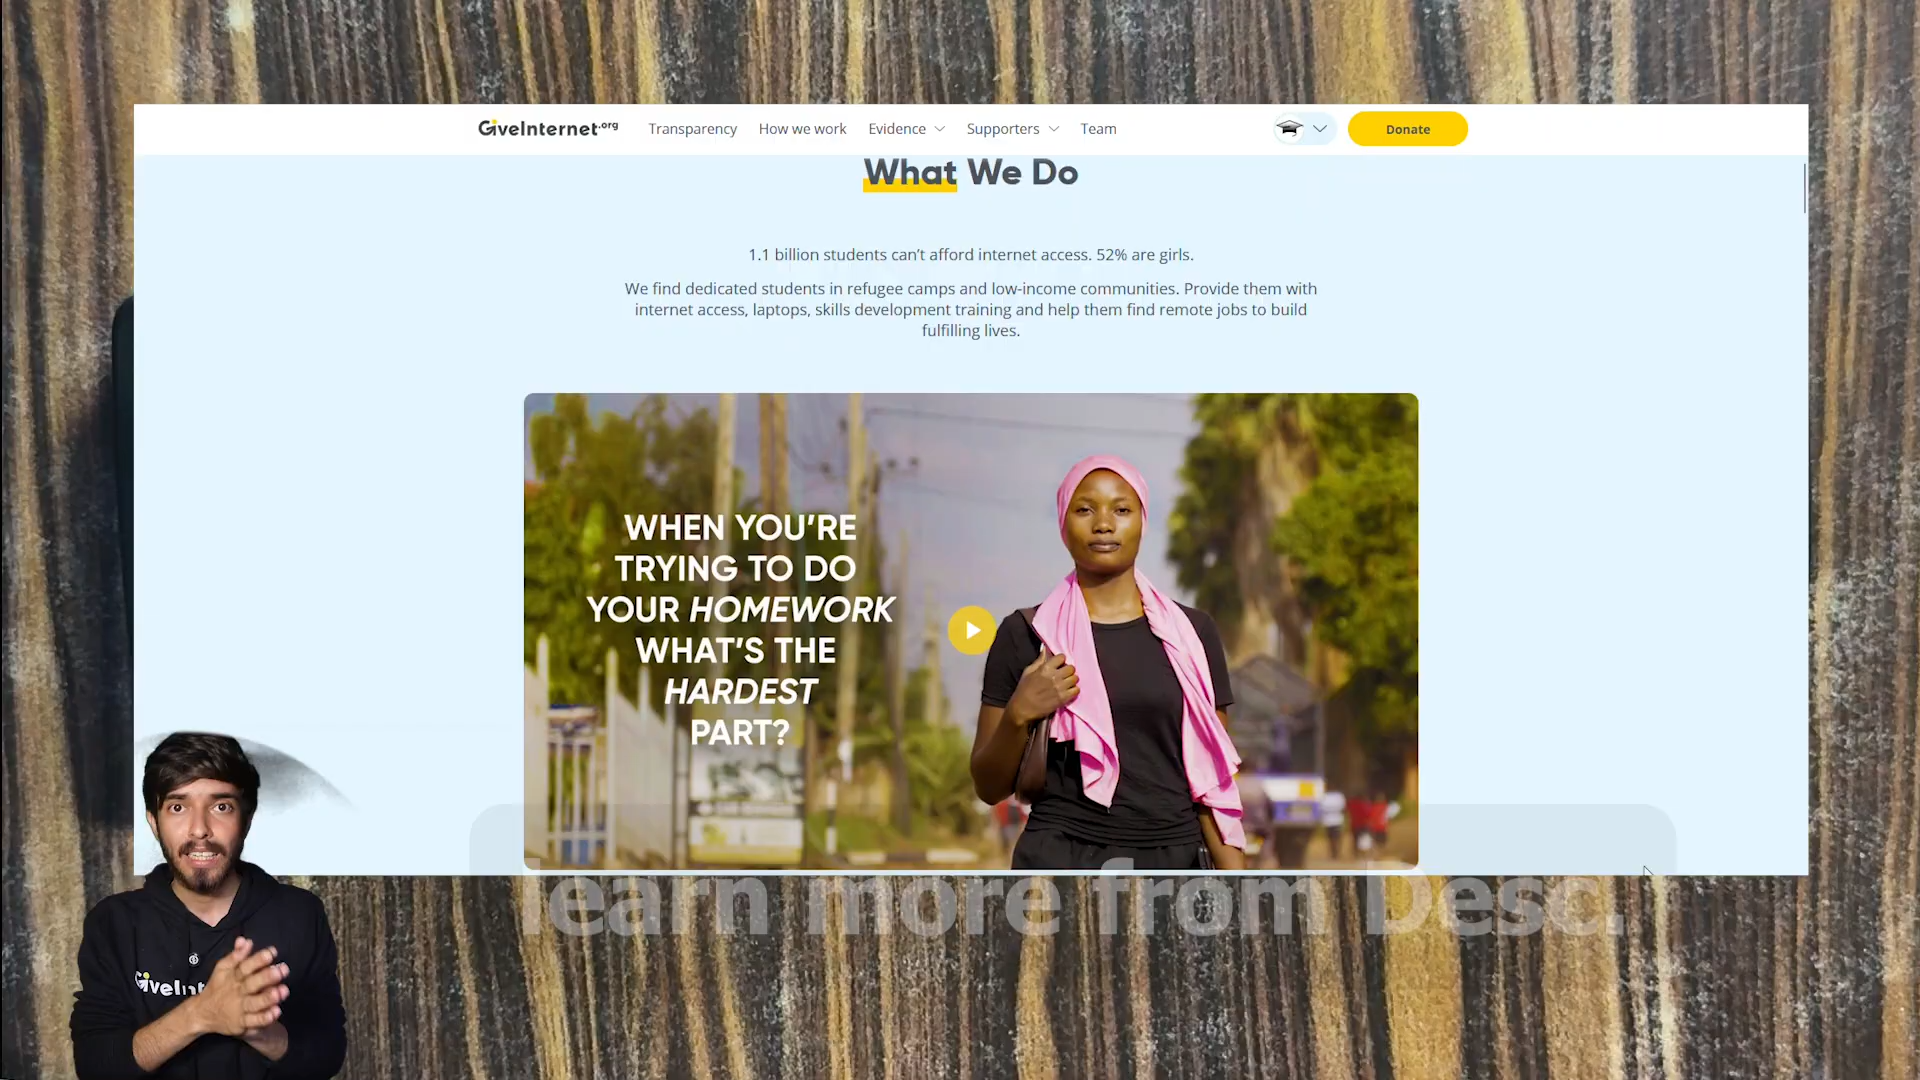 GiveInternet.org
Transparency
How we work
Evidence
Supporters
Team
Donate
What We Do
1.1 billion students can’t afford internet access. 52% are girls.
We find dedicated students in refugee camps and low-income communities. Provide them with
internet access, laptops, skills development training and help them find remote jobs to build
fulfilling lives.
WHEN YOU’RE
TRYING TO DO
YOUR HOMEWORK
WHAT’S THE
HARDEST
PART?
learn more from Desc.
GiveInt